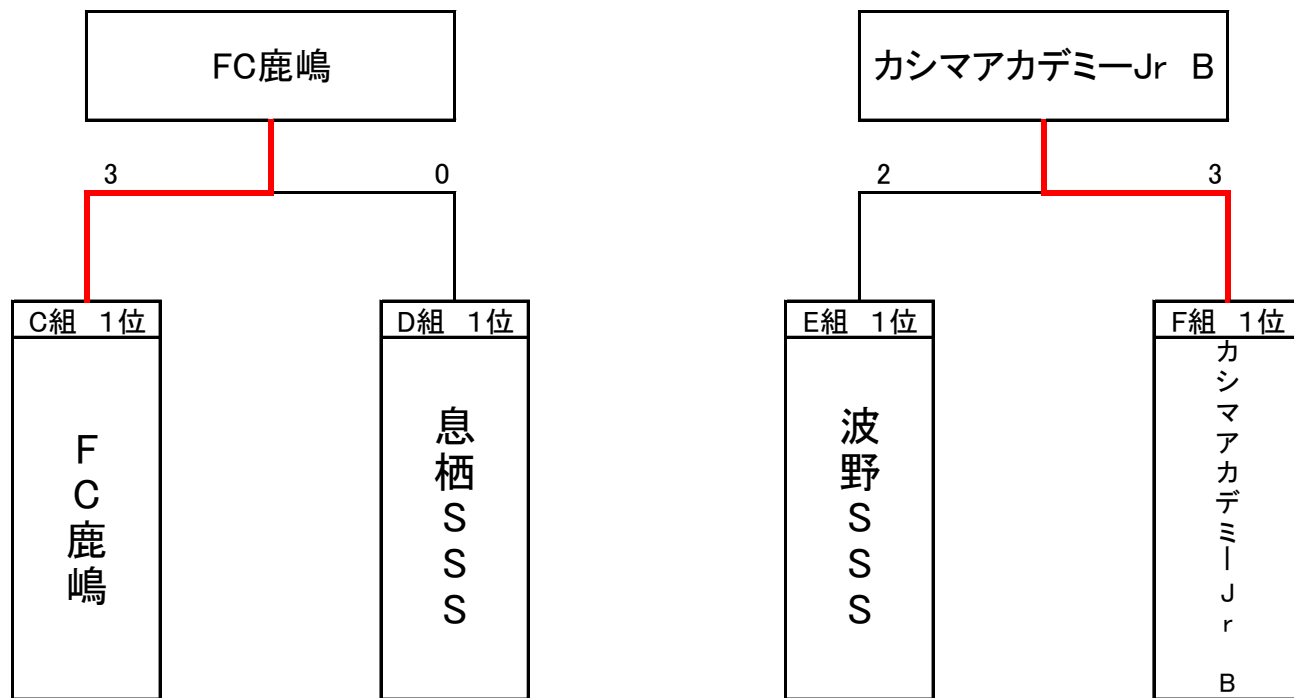 FC鹿嶋
カシマアカデミーJr　B
3
0
2
3
C組　1位
D組　1位
E組　1位
F組　1位
FC鹿嶋
息栖SSS
波野SSS
カシマアカデミーJr　B